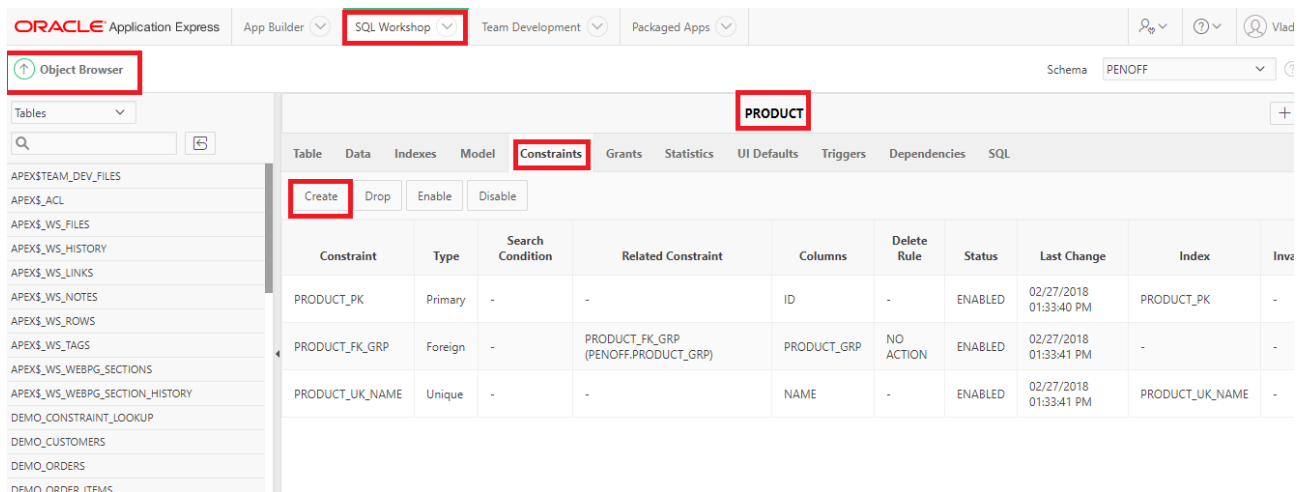 ORACLE Application Express App Builder SQL Workshop Team Development Packaged Apps Vlad
Object Browser Schema PENOFF
Tables PRODUCT
Table Data Indexes Model Constraints Grants Statistics UI Defaults Triggers Dependencies SQL
Create Drop Enable Disable
Constraint Type Search Condition Related Constraint Columns Delete Rule Status Last Change Index Inva
PRODUCT_PK Primary - - ID - ENABLED 02/27/2018 01:33:40 PM PRODUCT_PK -
PRODUCT_FK_GRP Foreign - PRODUCT_FK_GRP (PENOFF.PRODUCT_GRP) PRODUCT_GRP NO ACTION ENABLED 02/27/2018 01:33:41 PM - -
PRODUCT_UK_NAME Unique - - NAME - ENABLED 02/27/2018 01:33:41 PM PRODUCT_UK_NAME -
APEX$TEAM_DEV_FILES
APEX$_ACL
APEX$_WS_FILES
APEX$_WS_HISTORY
APEX$_WS_LINKS
APEX$_WS_NOTES
APEX$_WS_ROWS
APEX$_WS_TAGS
APEX$_WS_WEBPG_SECTIONS
APEX$_WS_WEBPG_SECTION_HISTORY
DEMO_CONSTRAINT_LOOKUP
DEMO_CUSTOMERS
DEMO_ORDERS
DEMO_ORDER_ITEMS